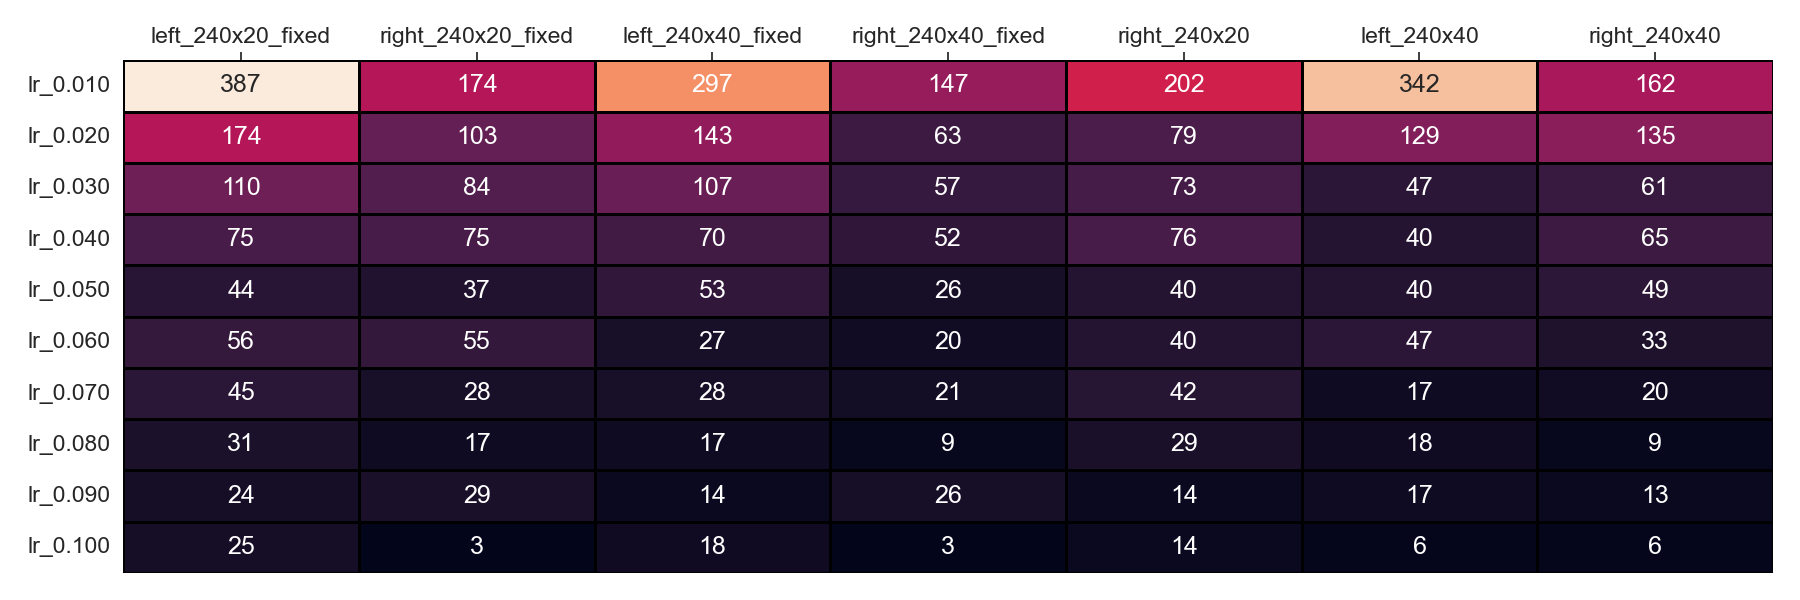 left_240x20_fixed right_240x20_fixed left_240x40_fixed right_240x40_fixed right_240x20 left_240x40 right_240x40
lr_0.010 387 174 297 147 202 342 162
lr_0.020 174 103 143 63 79 129 135
lr_0.030 110 84 107 57 73 47 61
lr_0.040 75 75 70 52 76 40 65
lr_0.050 44 37 53 26 40 40 49
lr_0.060 56 55 27 20 40 47 33
lr_0.070 45 28 28 21 42 17 20
lr_0.080 31 17 17 9 29 18 9
lr_0.090 24 29 14 26 14 17 13
lr_0.100 25 3 18 3 14 6 6